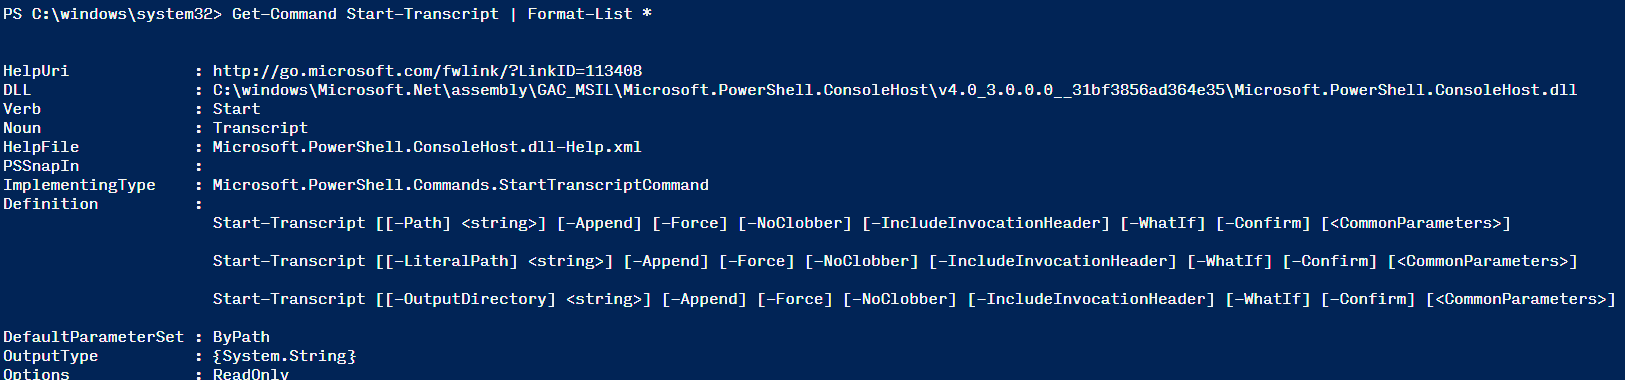 PS C:\windows\system32> Get-Command Start-Transcript | Format-List *
HelpUri : http://go.microsoft.com/fwlink/?LinkID=113408
DLL : C:\windows\Microsoft.Net\assembly\GAC_MSIL\Microsoft.PowerShell.ConsoleHost\v4.0_3.0.0.0__31bf3856ad364e35\Microsoft.PowerShell.ConsoleHost.dll
Verb : Start
Noun : Transcript
HelpFile : Microsoft.PowerShell.ConsoleHost.dll-Help.xml
PSSnapIn :
ImplementingType : Microsoft.PowerShell.Commands.StartTranscriptCommand
Definition :
Start-Transcript [[-Path] <string>] [-Append] [-Force] [-NoClobber] [-IncludeInvocationHeader] [-WhatIf] [-Confirm] [<CommonParameters>]
Start-Transcript [[-LiteralPath] <string>] [-Append] [-Force] [-NoClobber] [-IncludeInvocationHeader] [-WhatIf] [-Confirm] [<CommonParameters>]
Start-Transcript [[-OutputDirectory] <string>] [-Append] [-Force] [-NoClobber] [-IncludeInvocationHeader] [-WhatIf] [-Confirm] [<CommonParameters>]
DefaultParameterSet : ByPath
OutputType : {System.String}
Options : ReadOnly